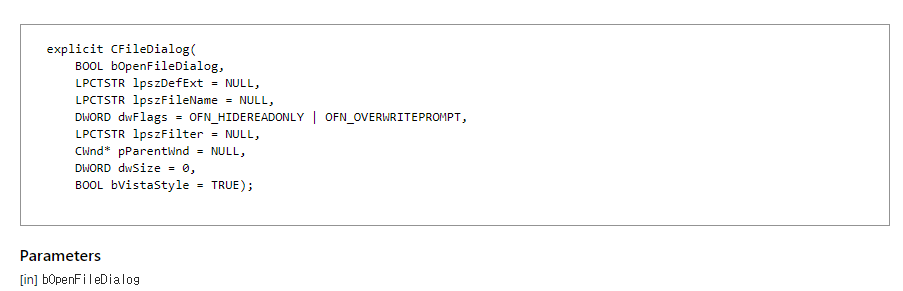 explicit CFileDialog(
BOOL bOpenFileDialog,
LPCTSTR lpszDefExt = NULL,
LPCTSTR lpszFileName = NULL,
DWORD dwFlags = OFN_HIDEREADONLY | OFN_OVERWRITEPROMPT,
LPCTSTR lpszFilter = NULL,
CWnd* pParentWnd = NULL,
DWORD dwSize = 0,
BOOL bVistaStyle = TRUE);
Parameters
[in] bOpenFileDialog